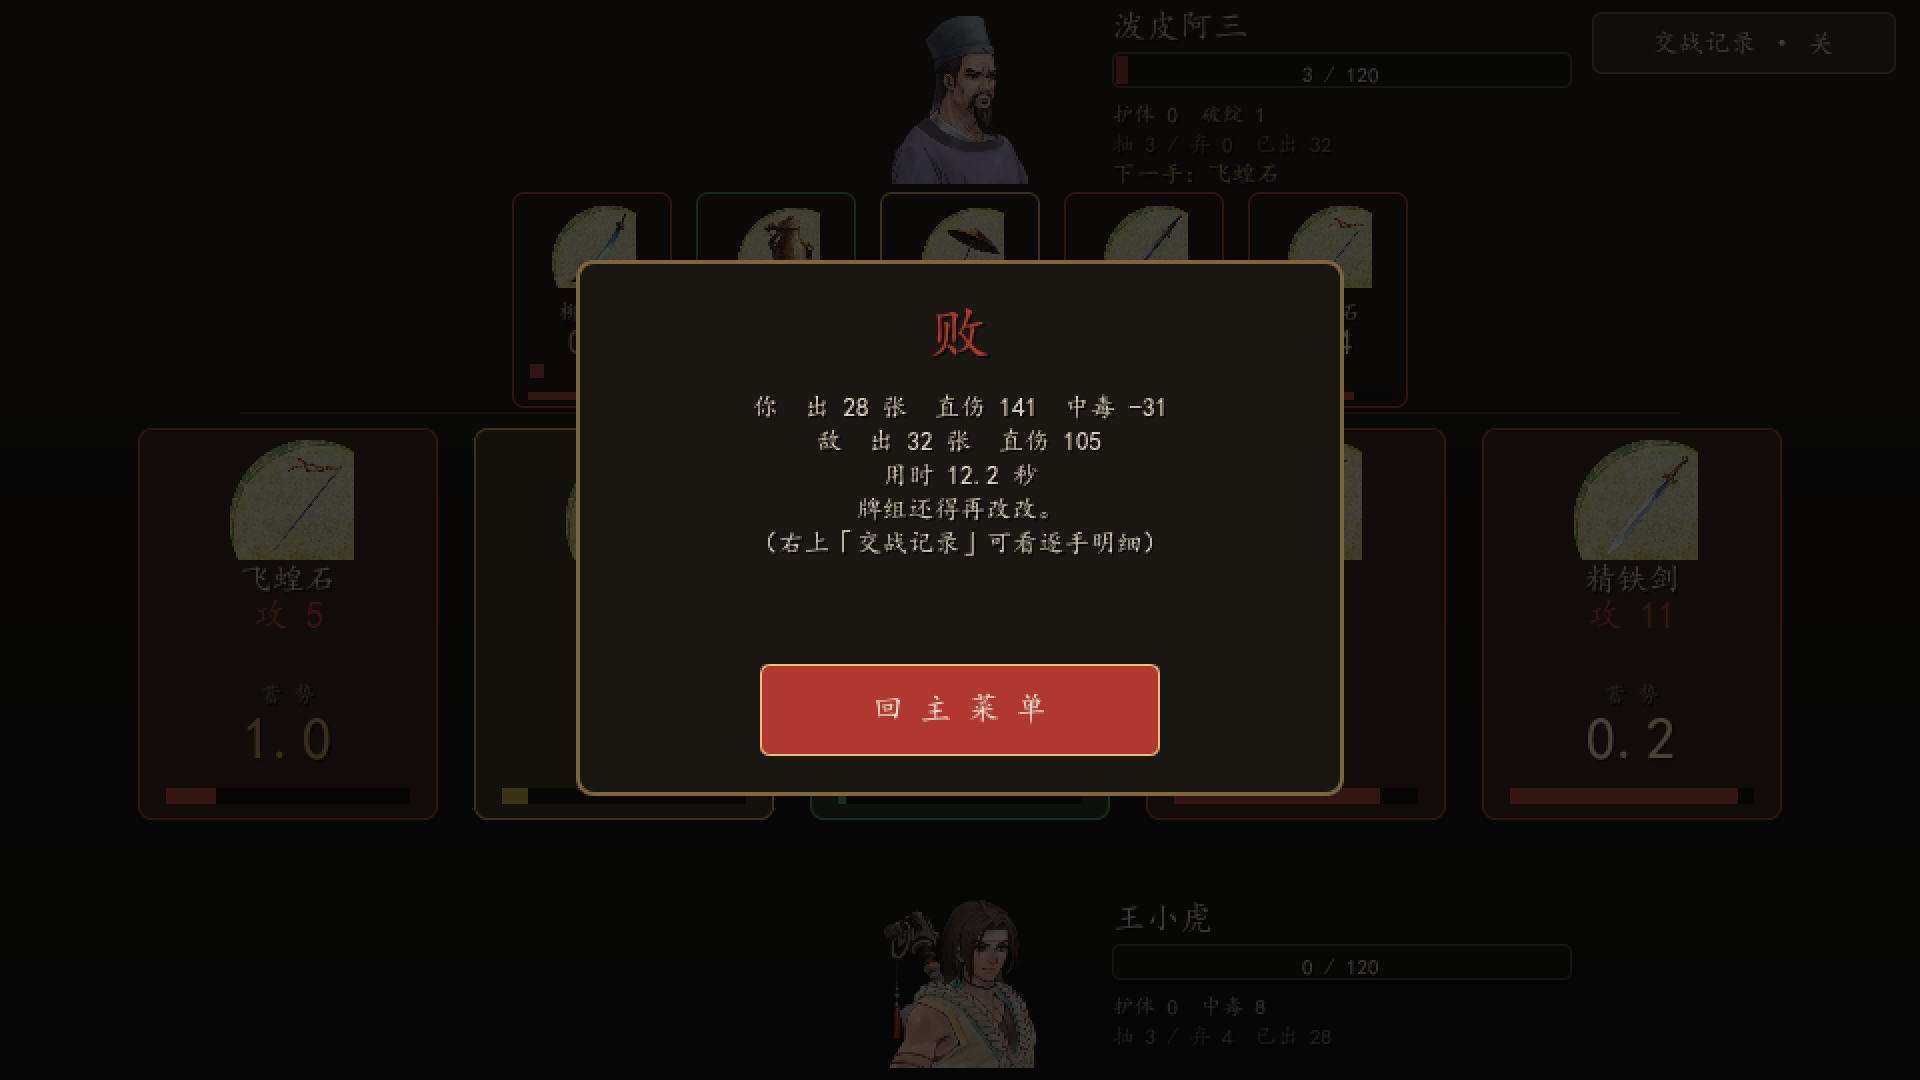 泼皮阿三
交战记录 · 关
3 / 120
护体 0 破绽 1
抽 3 / 弃 0 已出 32
下一手: 飞蝗石
石
4
败
你 出 28 张 直伤 141 中毒 -31
敌 出 32 张 直伤 105
用时 12.2 秒
牌组还得再改改。
(右上「交战记录」可看逐手明细)
回主菜单
飞蝗石
攻 5
蓄势
1.0
精铁剑
攻 11
蓄势
0.2
王小虎
0 / 120
护体 0 中毒 8
抽 3 / 弃 4 已出 28